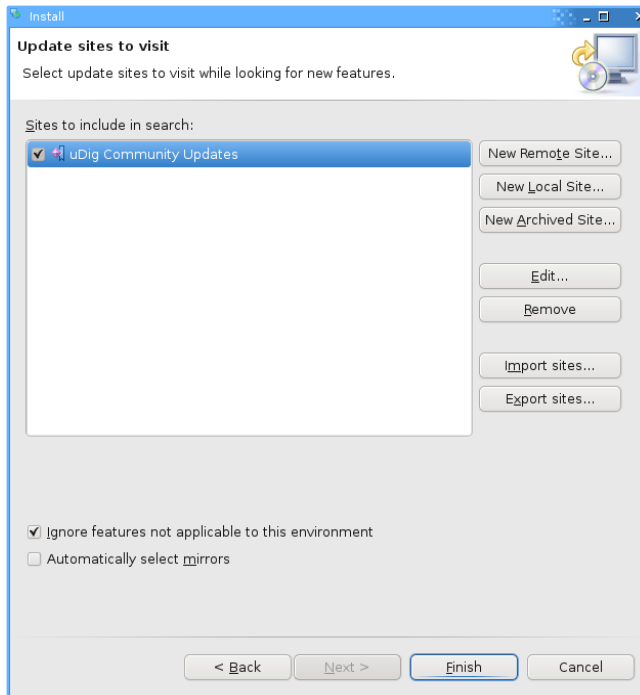 Install
Update sites to visit
Select update sites to visit while looking for new features.
Sites to include in search:
uDig Community Updates
New Remote Site...
New Local Site...
New Archived Site...
Edit...
Remove
Import sites...
Export sites...
Ignore features not applicable to this environment
Automatically select mirrors
< Back
Next >
Finish
Cancel